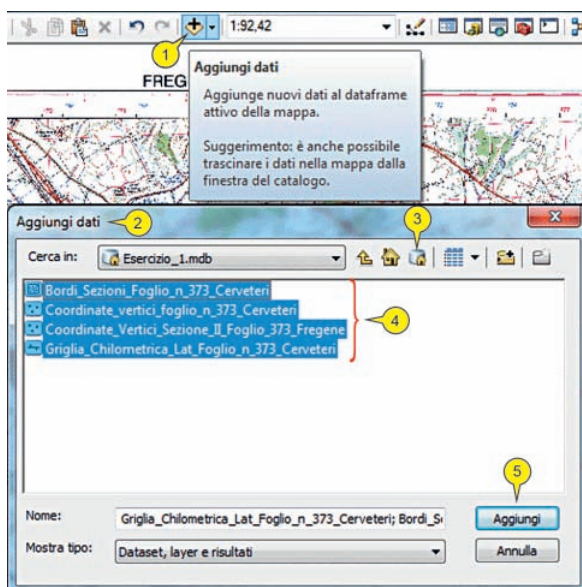 1:92,42
1
FREG
Aggiungi dati
Aggiunge nuovi dati al dataframe
attivo della mappa.
Suggerimento: è anche possibile
trascinare i dati nella mappa dalla
finestra del catalogo.
Aggiungi dati
2
3
Cerca in:
Esercizio_1.mdb
Bordi_Sezioni_Foglio_n_373_Cerveteri
Coordinate_vertici_foglio_n_373_Cerveteri
Coordinate_Vertici_Sezione_II_Foglio_373_Fregene
Griglia_Chilometrica_Lat_Foglio_n_373_Cerveteri
4
5
Nome:
Griglia_Chilometrica_Lat_Foglio_n_373_Cerveteri; Bordi_S
Aggiungi
Mostra tipo:
Dataset, layer e risultati
Annulla